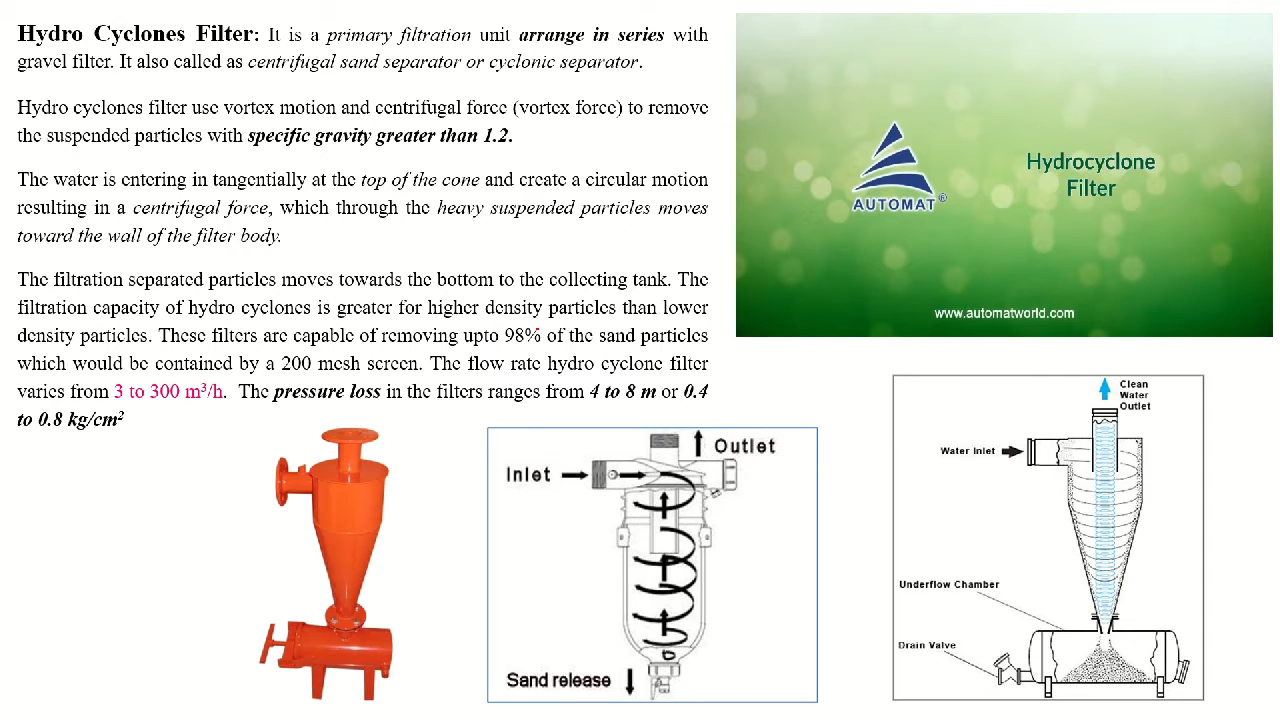 Hydro Cyclones Filter: It is a primary filtration unit arrange in series with
gravel filter. It also called as centrifugal sand separator or cyclonic separator.
Hydro cyclones filter use vortex motion and centrifugal force (vortex force) to remove
the suspended particles with specific gravity greater than 1.2.
The water is entering in tangentially at the top of the cone and create a circular motion
resulting in a centrifugal force, which through the heavy suspended particles moves
toward the wall of the filter body.
The filtration separated particles moves towards the bottom to the collecting tank. The
filtration capacity of hydro cyclones is greater for higher density particles than lower
density particles. These filters are capable of removing upto 98% of the sand particles
which would be contained by a 200 mesh screen. The flow rate hydro cyclone filter
varies from 3 to 300 m³/h. The pressure loss in the filters ranges from 4 to 8 m or 0.4
to 0.8 kg/cm²
AUTOMAT®
Hydrocyclone
Filter
www.automatworld.com
Inlet
Outlet
Sand release
Clean
Water
Outlet
Water Inlet
Underflow Chamber
Drain Valve